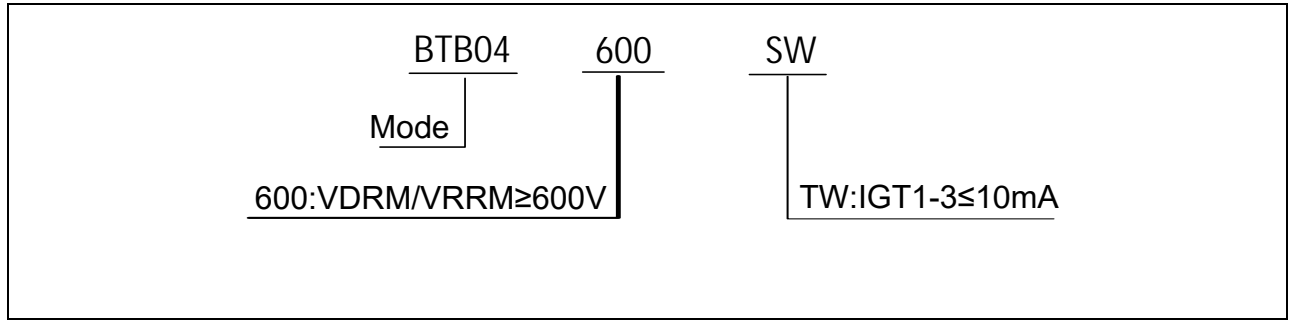 BTB04 600 SW
Mode
600:VDRM/VRRM≥600V TW:IGT1-3≤10mA